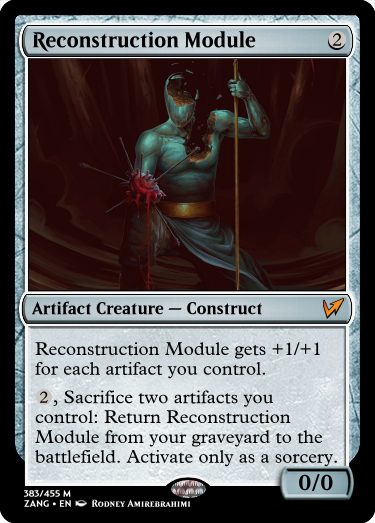 Reconstruction Module 2
Artifact Creature — Construct
Reconstruction Module gets +1/+1
for each artifact you control.
2, Sacrifice two artifacts you
control: Return Reconstruction
Module from your graveyard to the
battlefield. Activate only as a sorcery.
0/0
383/455 M
ZANG • EN Rodney Amirebrahimi